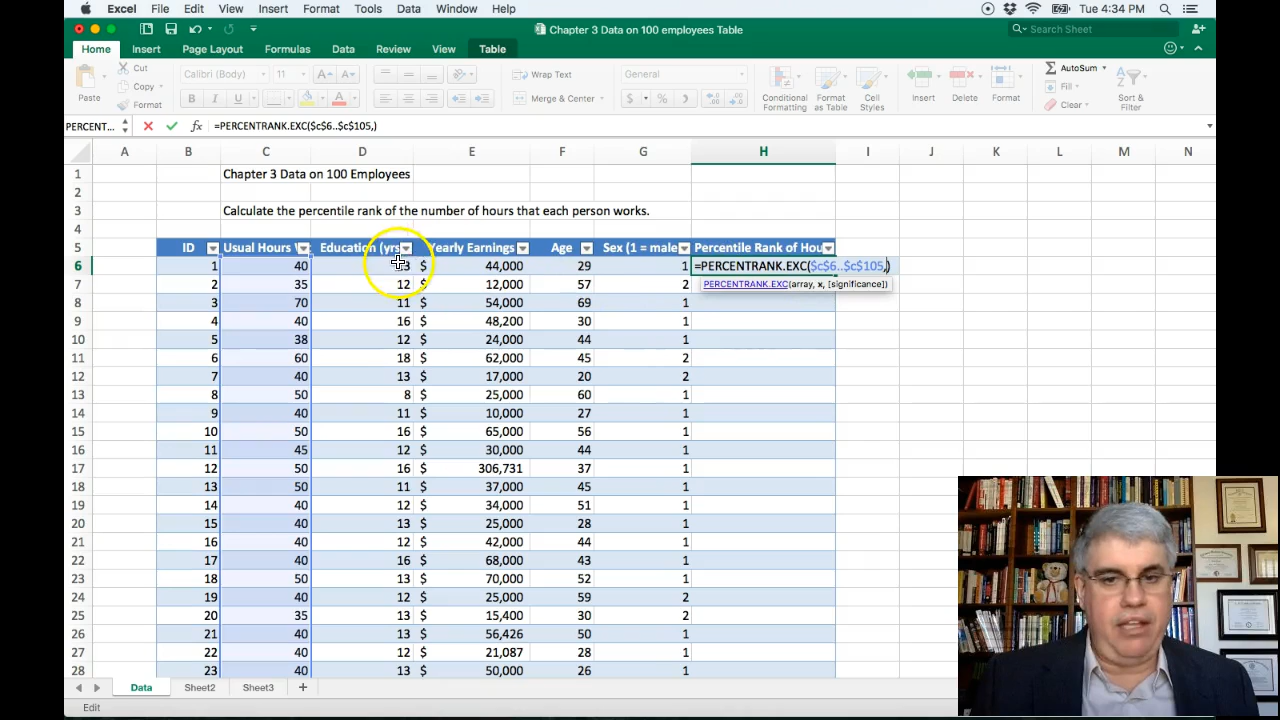 Excel File Edit View Insert Format Tools Data Window Help Tue 4:34 PM
Chapter 3 Data on 100 employees Table Search Sheet
Home Insert Page Layout Formulas Data Review View Table
Paste Cut Copy Format Calibri (Body) 11 Wrap Text General AutoSum
B I U Merge & Center $ % Conditional Formatting Format as Table Cell Styles Insert Delete Format Fill Clear Sort & Filter
PERCENT... fx =PERCENTRANK.EXC($c$6..$c$105,)
A B C D E F G H I J K L M N
1 Chapter 3 Data on 100 Employees
2
3 Calculate the percentile rank of the number of hours that each person works.
4
5 ID Usual Hours Education (yrs Yearly Earnings Age Sex (1 = male Percentile Rank of Hou
6 1 40 3 $ 44,000 29 1 =PERCENTRANK.EXC($c$6..$c$105,)
7 2 35 12 $ 12,000 57 2 PERCENTRANK.EXC(array, x, [significance])
8 3 70 11 $ 54,000 69 1
9 4 40 16 $ 48,200 30 1
10 5 38 12 $ 24,000 44 1
11 6 60 18 $ 62,000 45 2
12 7 40 13 $ 17,000 20 2
13 8 50 8 $ 25,000 60 1
14 9 40 11 $ 10,000 27 1
15 10 50 16 $ 65,000 56 1
16 11 45 12 $ 30,000 44 1
17 12 50 16 $ 306,731 37 1
18 13 50 11 $ 37,000 45 1
19 14 40 12 $ 34,000 51 1
20 15 40 13 $ 25,000 28 1
21 16 40 12 $ 42,000 44 1
22 17 40 16 $ 68,000 43 1
23 18 50 13 $ 70,000 52 1
24 19 40 12 $ 25,000 59 2
25 20 35 13 $ 15,400 30 2
26 21 40 13 $ 56,426 50 1
27 22 40 12 $ 21,087 28 1
28 23 40 13 $ 50,000 26 1
Data Sheet2 Sheet3 +
Edit